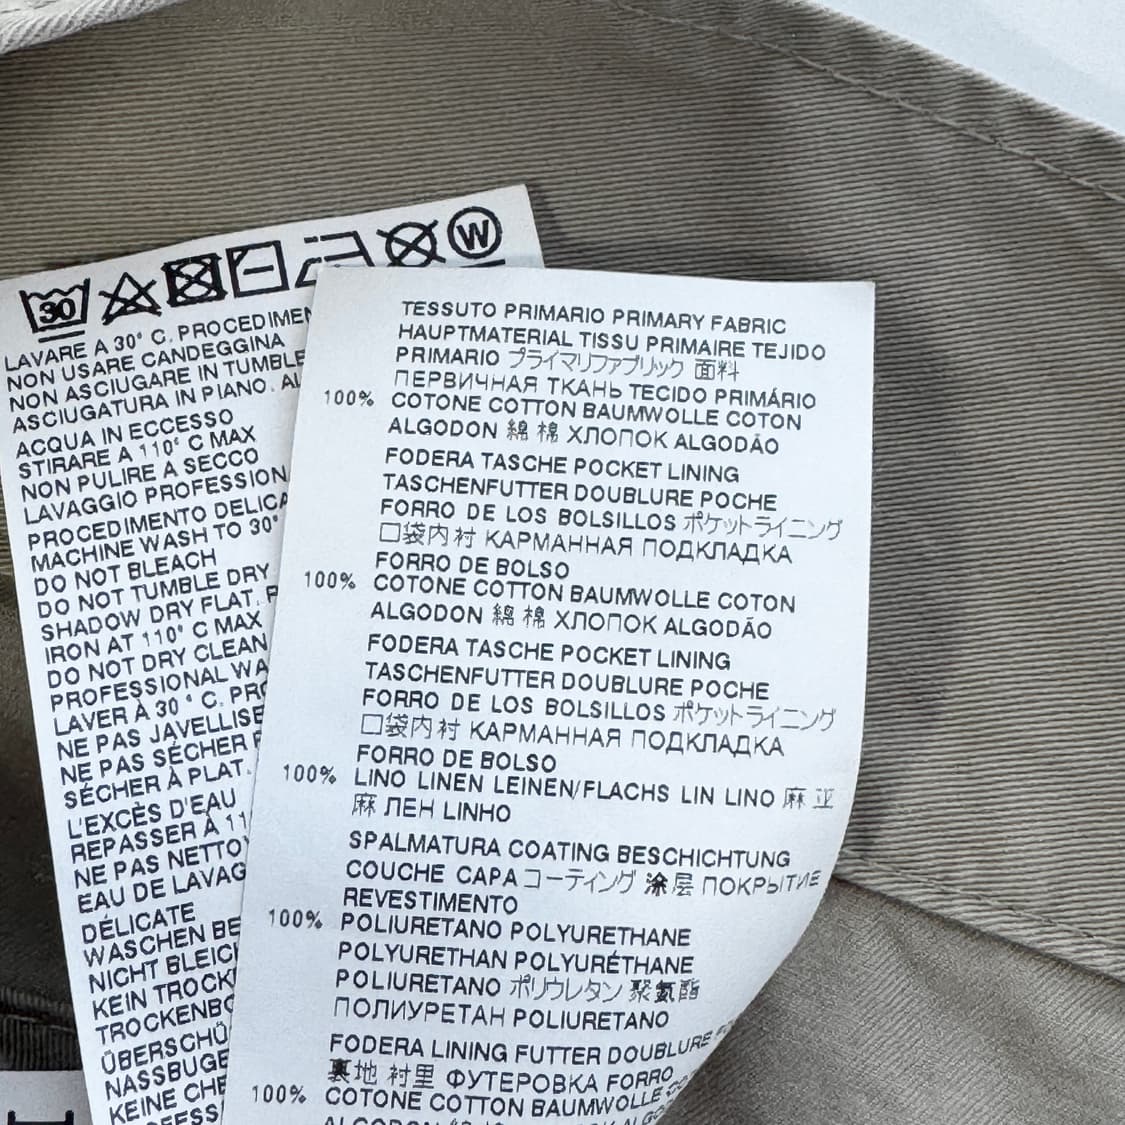 30
W
LAVARE A 30° C. PROCEDIMEN
NON USARE CANDEGGINA
NON ASCIUGARE IN TUMBLE
ASCIUGATURA IN PIANO. AL
ACQUA IN ECCESSO
STIRARE A 110° C MAX
NON PULIRE A SECCO
LAVAGGIO PROFESSION
PROCEDIMENTO DELICA
MACHINE WASH TO 30°
DO NOT BLEACH
DO NOT TUMBLE DRY
SHADOW DRY FLAT.
IRON AT 110° C MAX
DO NOT DRY CLEAN
PROFESSIONAL WA
LAVER À 30° C. PRO
NE PAS JAVELLISE
NE PAS SÉCHER
SÉCHER À PLAT.
L'EXCÈS D'EAU
REPASSER À 11
NE PAS NETTO
EAU DE LAVAG
DÉLICATE
WASCHEN BE
NICHT BLEIC
KEIN TROCK
TROCKENBO
ÜBERSCHÜ
NASSBUGE
KEINE CHE
TESSUTO PRIMARIO PRIMARY FABRIC
HAUPTMATERIAL TISSU PRIMAIRE TEJIDO
PRIMARIO プライマリファブリック 面料
ПЕРВИЧНАЯ ТКАНЬ TECIDO PRIMÁRIO
100% COTONE COTTON BAUMWOLLE COTON
ALGODON 綿 棉 ХЛОПОК ALGODÃO
FODERA TASCHE POCKET LINING
TASCHENFUTTER DOUBLURE POCHE
FORRO DE LOS BOLSILLOS ポケットライニング
口袋内衬 КАРМАННАЯ ПОДКЛАДКА
FORRO DE BOLSO
100% COTONE COTTON BAUMWOLLE COTON
ALGODON 綿 棉 ХЛОПОК ALGODÃO
FODERA TASCHE POCKET LINING
TASCHENFUTTER DOUBLURE POCHE
FORRO DE LOS BOLSILLOS ポケットライニング
口袋内衬 КАРМАННАЯ ПОДКЛАДКА
FORRO DE BOLSO
100% LINO LINEN LEINEN/FLACHS LIN LINO 麻 亚
麻 ЛЕН LINHO
SPALMATURA COATING BESCHICHTUNG
COUCHE CAPA コーティング 涂层 ПОКРЫТИЕ
REVESTIMENTO
100% POLIURETANO POLYURETHANE
POLYURETHAN POLYURÉTHANE
POLIURETANO ポリウレタン 聚氨酯
ПОЛИУРЕТАН POLIURETANO
FODERA LINING FUTTER DOUBLURE
裏地 衬里 ФУТЕРОВКА FORRO
100% COTONE COTTON BAUMWOLLE